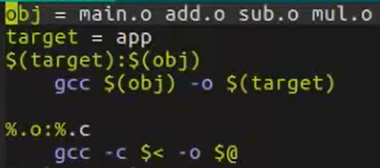 obj = main.o add.o sub.o mul.o
target = app
$(target):$(obj)
    gcc $(obj) -o $(target)

%.o:%.c
    gcc -c $< -o $@